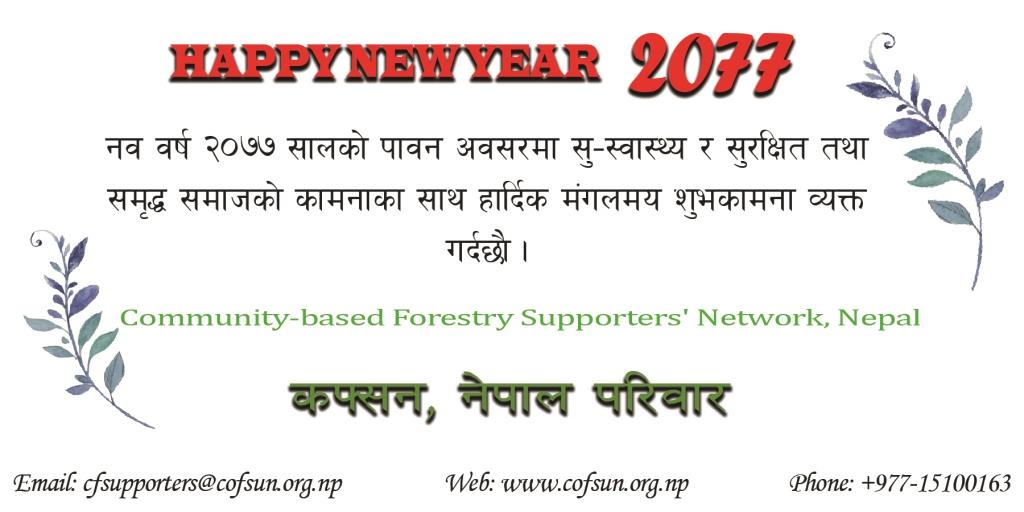 HAPPY NEW YEAR 2077
नव वर्ष २०७७ सालको पावन अवसरमा सु-स्वास्थ्य र सुरक्षित तथा
समृद्ध समाजको कामनाका साथ हार्दिक मंगलमय शुभकामना व्यक्त
गर्दछौ ।
Community-based Forestry Supporters' Network, Nepal
कफ्सन, नेपाल परिवार
Email: cfsupporters@cofsun.org.np Web: www.cofsun.org.np Phone: +977-15100163